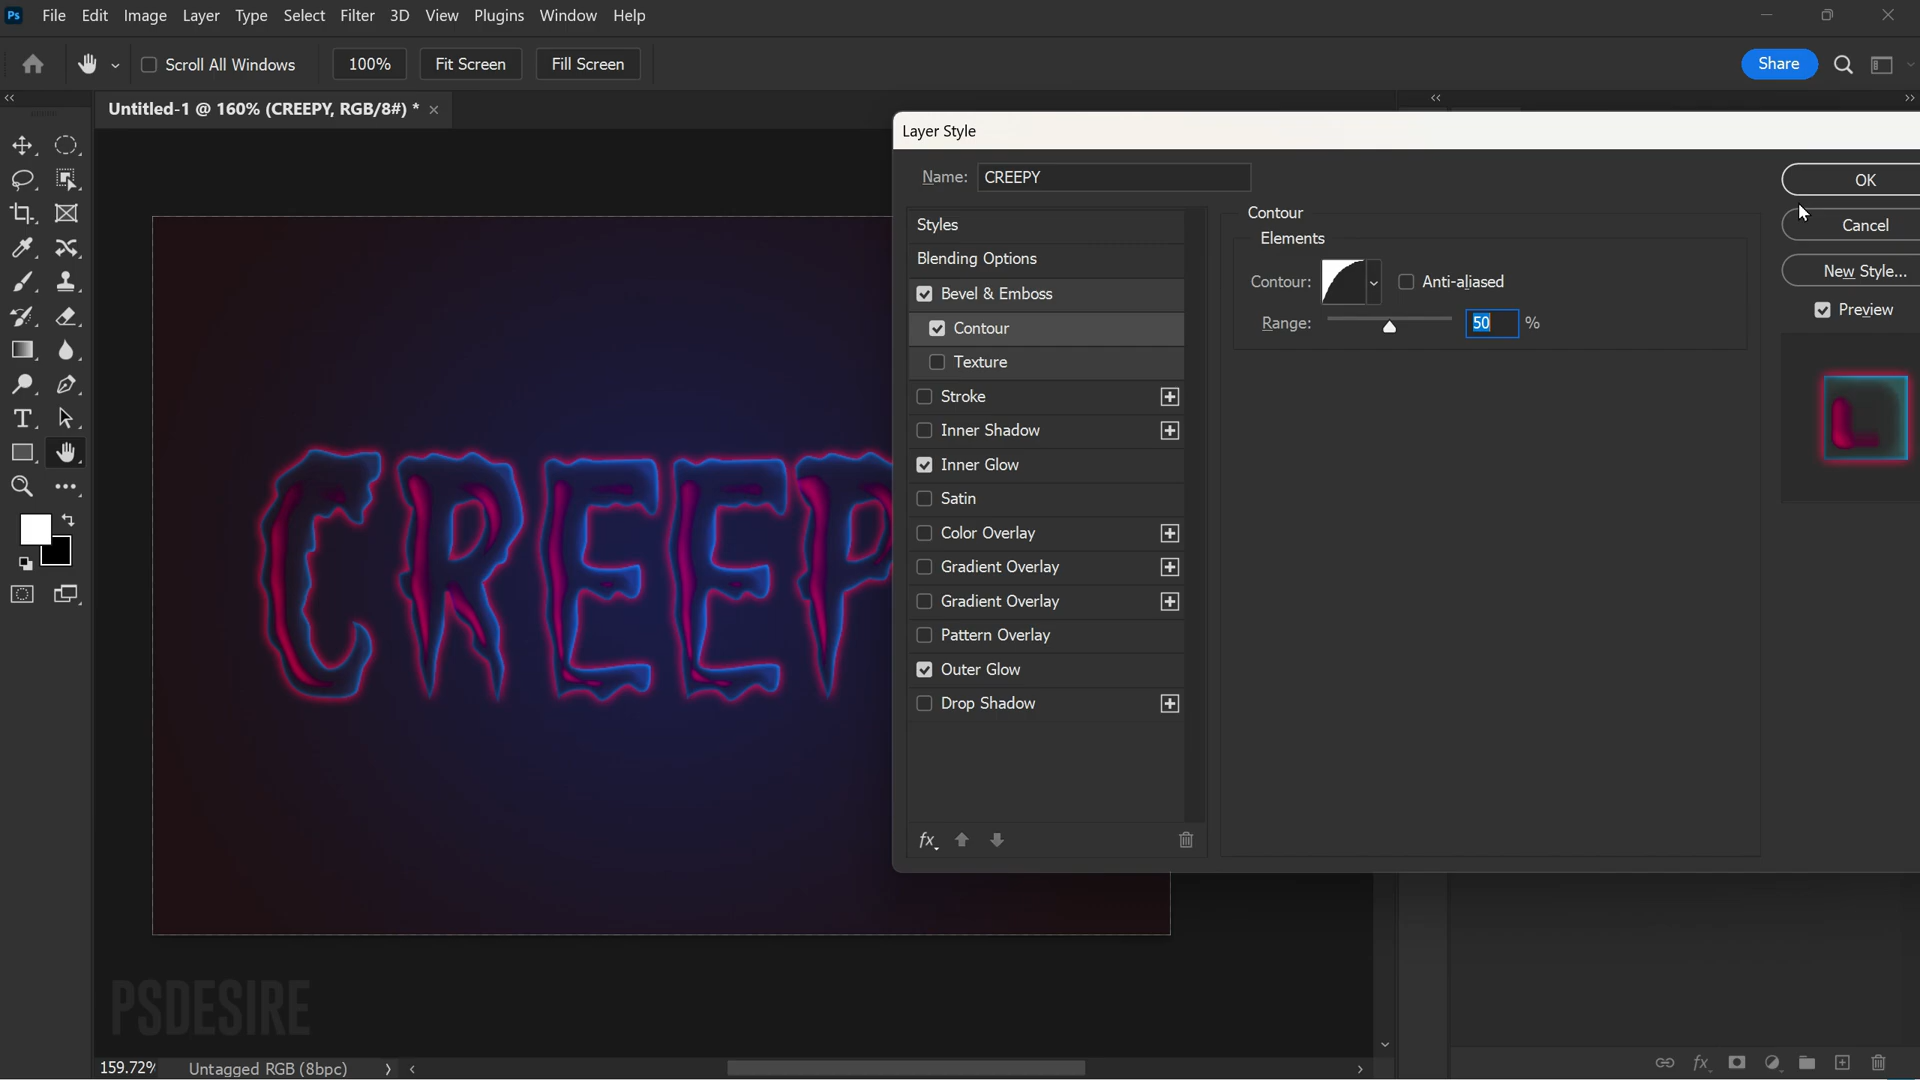 Ps File Edit Image Layer Type Select Filter 3D View Plugins Window Help
Scroll All Windows 100% Fit Screen Fill Screen Share
Untitled-1 @ 160% (CREEPY, RGB/8#) *
Layer Style
Name: CREEPY
OK
Cancel
New Style...
Preview
Styles
Blending Options
Bevel & Emboss
Contour
Texture
Stroke
Inner Shadow
Inner Glow
Satin
Color Overlay
Gradient Overlay
Gradient Overlay
Pattern Overlay
Outer Glow
Drop Shadow
fx
Contour
Elements
Contour: Anti-aliased
Range: 50 %
CREEP
PSDESIRE
159.72% Untagged RGB (8bpc)
fx